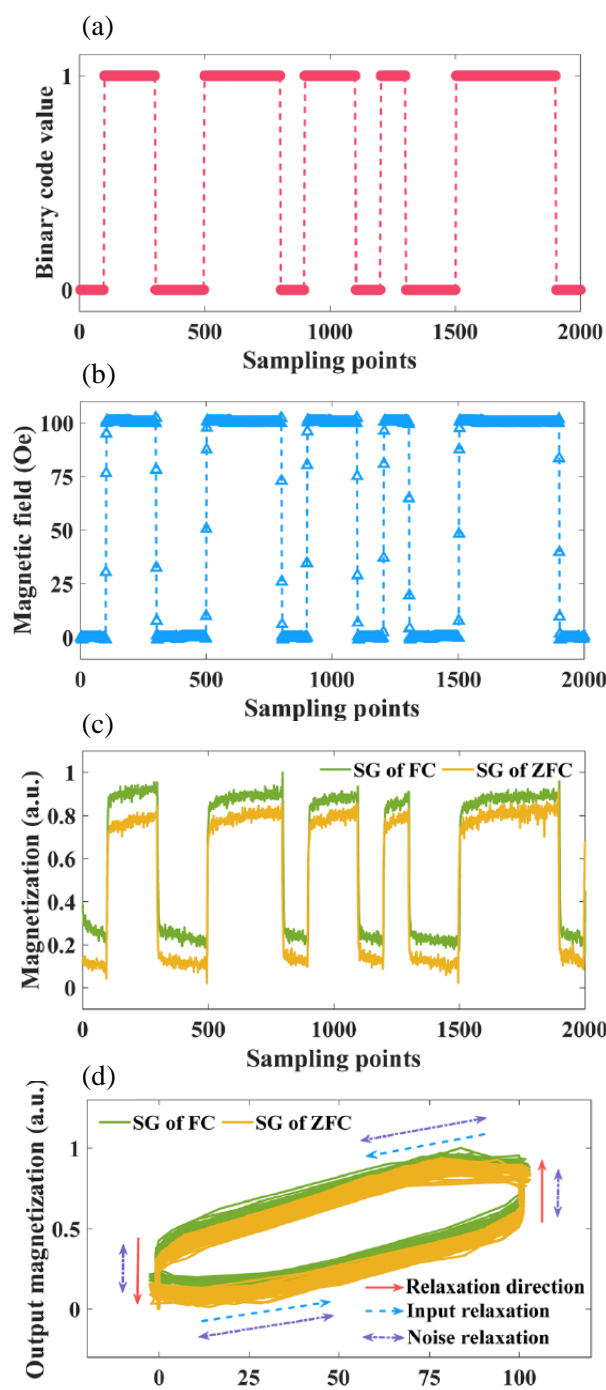 (a)
Binary code value
1
0
0 500 1000 1500 2000
Sampling points
(b)
Magnetic field (Oe)
100
75
50
25
0
0 500 1000 1500 2000
Sampling points
(c)
Magnetization (a.u.)
SG of FC SG of ZFC
1
0.8
0.6
0.4
0.2
0
0 500 1000 1500 2000
Sampling points
(d)
Output magnetization (a.u.)
SG of FC SG of ZFC
1
0.5
0
Relaxation direction
Input relaxation
Noise relaxation
0 25 50 75 100